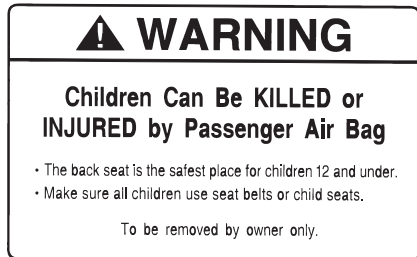 WARNING
Children Can Be KILLED or
INJURED by Passenger Air Bag
• The back seat is the safest place for children 12 and under.
• Make sure all children use seat belts or child seats.
To be removed by owner only.